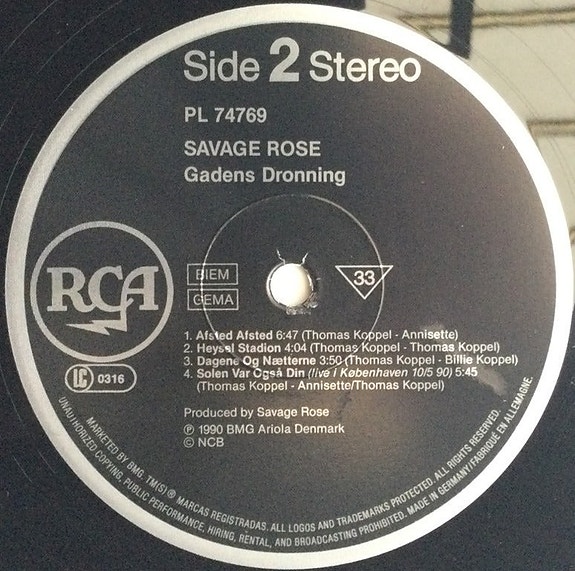 Side 2 Stereo
PL 74769
SAVAGE ROSE
Gadens Dronning
RCA
BIEM
GEMA
33
LC 0316
1. Afsted Afsted 6:47 (Thomas Koppel - Annisette)
2. Heysel Stadion 4:04 (Thomas Koppel - Thomas Koppel)
3. Dagene Og Nætterne 3:50 (Thomas Koppel - Billie Koppel)
4. Solen Var Også Din (live I København 10/5 90) 5:45
(Thomas Koppel - Annisette/Thomas Koppel)
Produced by Savage Rose
℗ 1990 BMG Ariola Denmark
© NCB
MARKETED BY BMG. TM(S) ® MARCAS REGISTRADAS. ALL LOGOS AND TRADEMARKS PROTECTED. ALL RIGHTS RESERVED.
UNAUTHORIZED COPYING, PUBLIC PERFORMANCE, HIRING, RENTAL, AND BROADCASTING PROHIBITED. MADE IN GERMANY/FABRIQUÉ EN ALLEMAGNE.